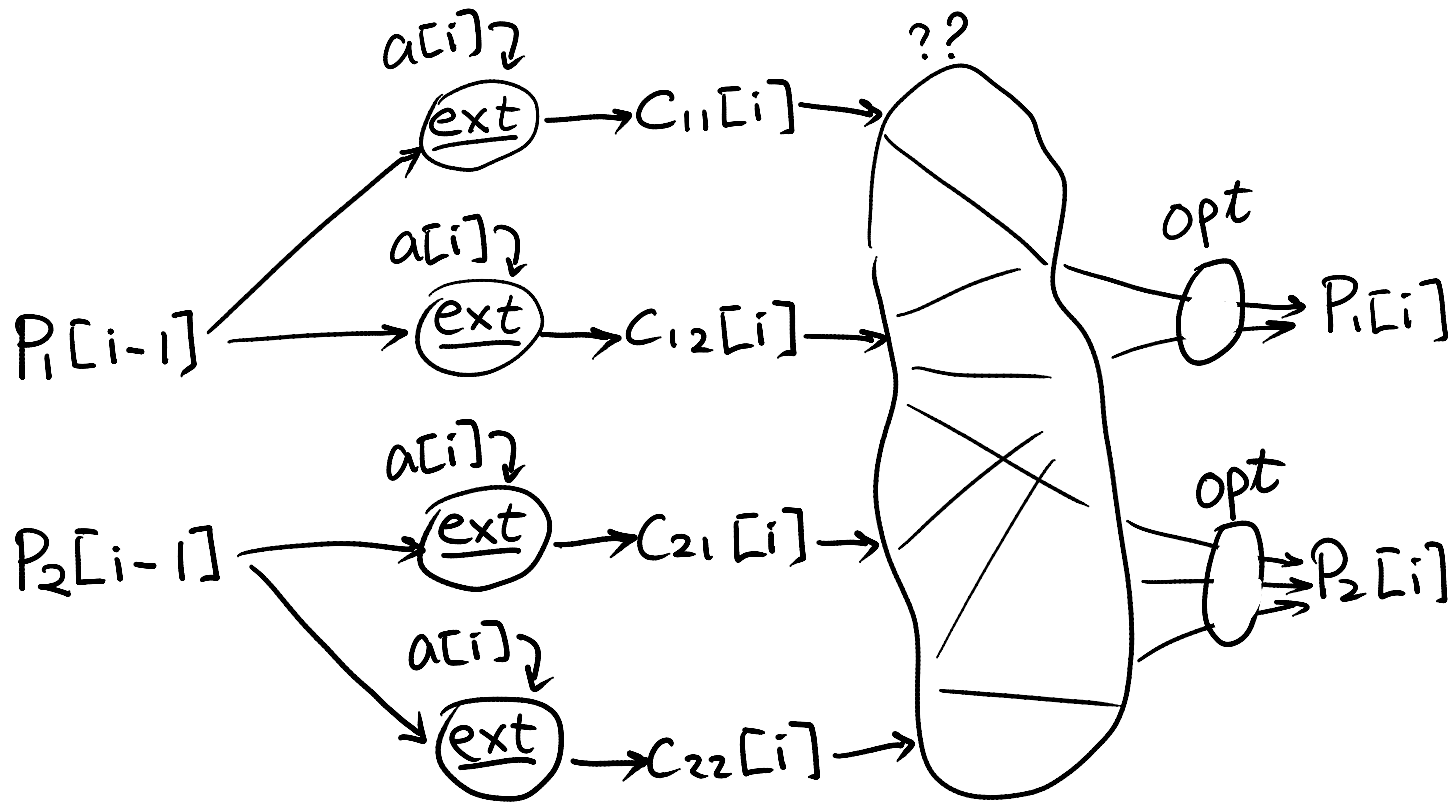 a[i] ??
ext C₁₁[i]
opt
a[i]
P₁[i-1] ext C₁₂[i] P₁[i]
a[i]
opt
P₂[i-1] ext C₂₁[i] P₂[i]
a[i]
ext C₂₂[i]